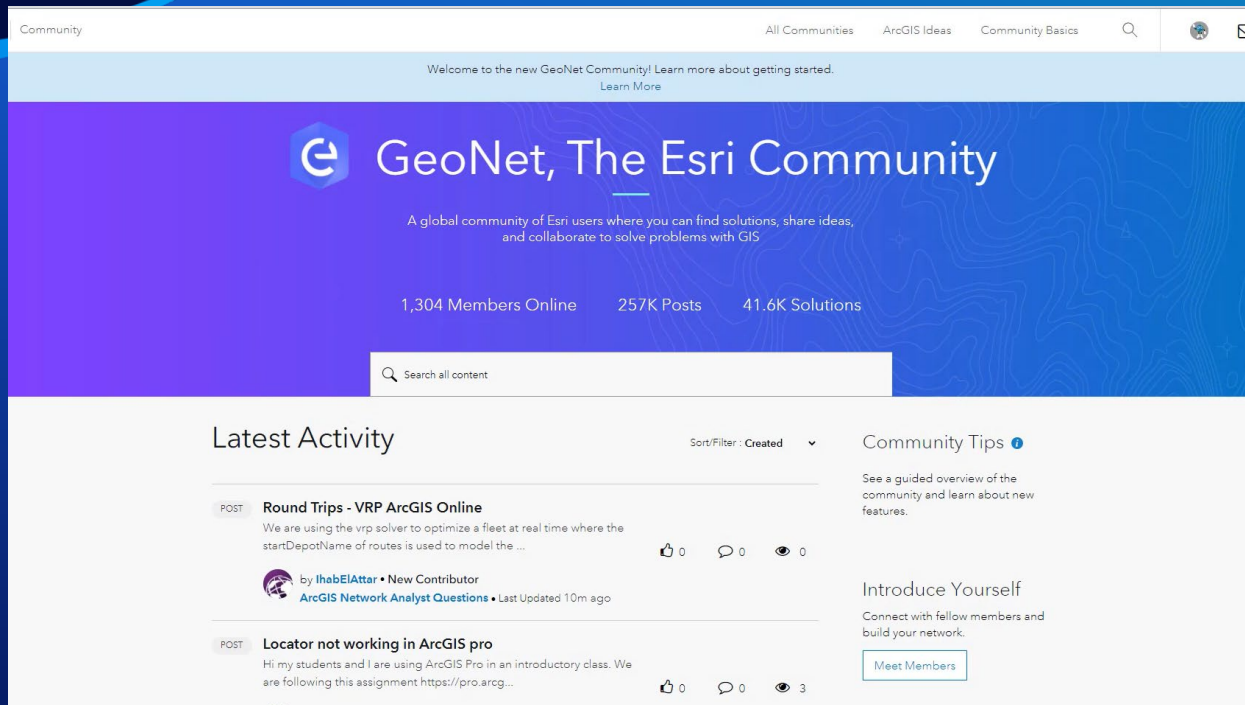 Community
All Communities ArcGIS Ideas Community Basics
Welcome to the new GeoNet Community! Learn more about getting started.
Learn More
GeoNet, The Esri Community
A global community of Esri users where you can find solutions, share ideas,
and collaborate to solve problems with GIS
1,304 Members Online 257K Posts 41.6K Solutions
Search all content
Latest Activity
Sort/Filter : Created
POST
Round Trips - VRP ArcGIS Online
We are using the vrp solver to optimize a fleet at real time where the
startDepotName of routes is used to model the ...
0 0 0
by IhabElAttar • New Contributor
ArcGIS Network Analyst Questions • Last Updated 10m ago
POST
Locator not working in ArcGIS pro
Hi my students and I are using ArcGIS Pro in an introductory class. We
are following this assignment https://pro.arcg...
0 0 3
Community Tips
See a guided overview of the
community and learn about new
features.
Introduce Yourself
Connect with fellow members and
build your network.
Meet Members